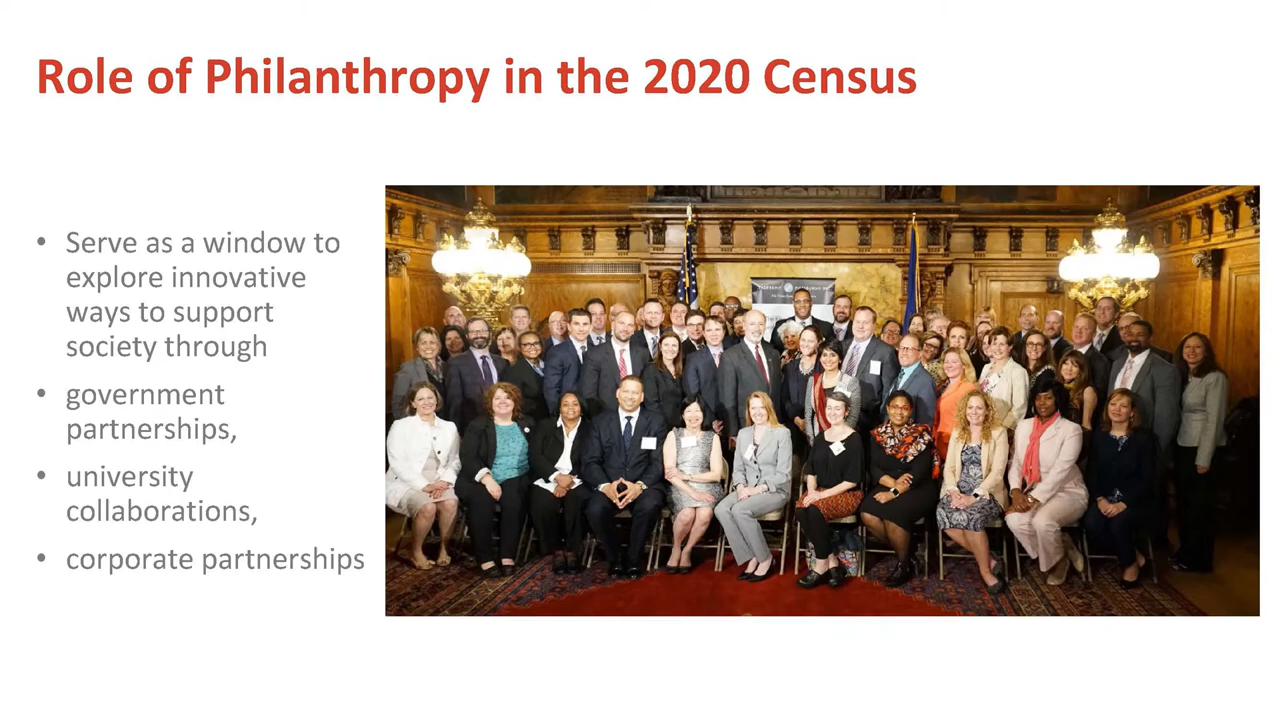 Role of Philanthropy in the 2020 Census
• Serve as a window to
explore innovative
ways to support
society through
• government
partnerships,
• university
collaborations,
• corporate partnerships